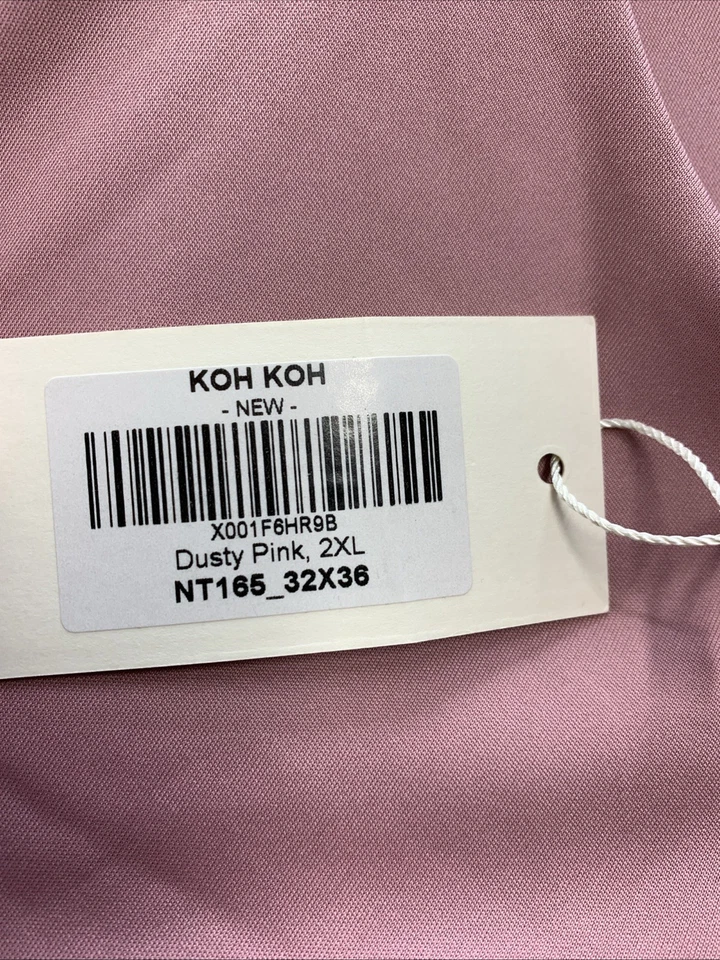 KOH KOH
- NEW -
X001F6HR9B
Dusty Pink, 2XL
NT165_32X36